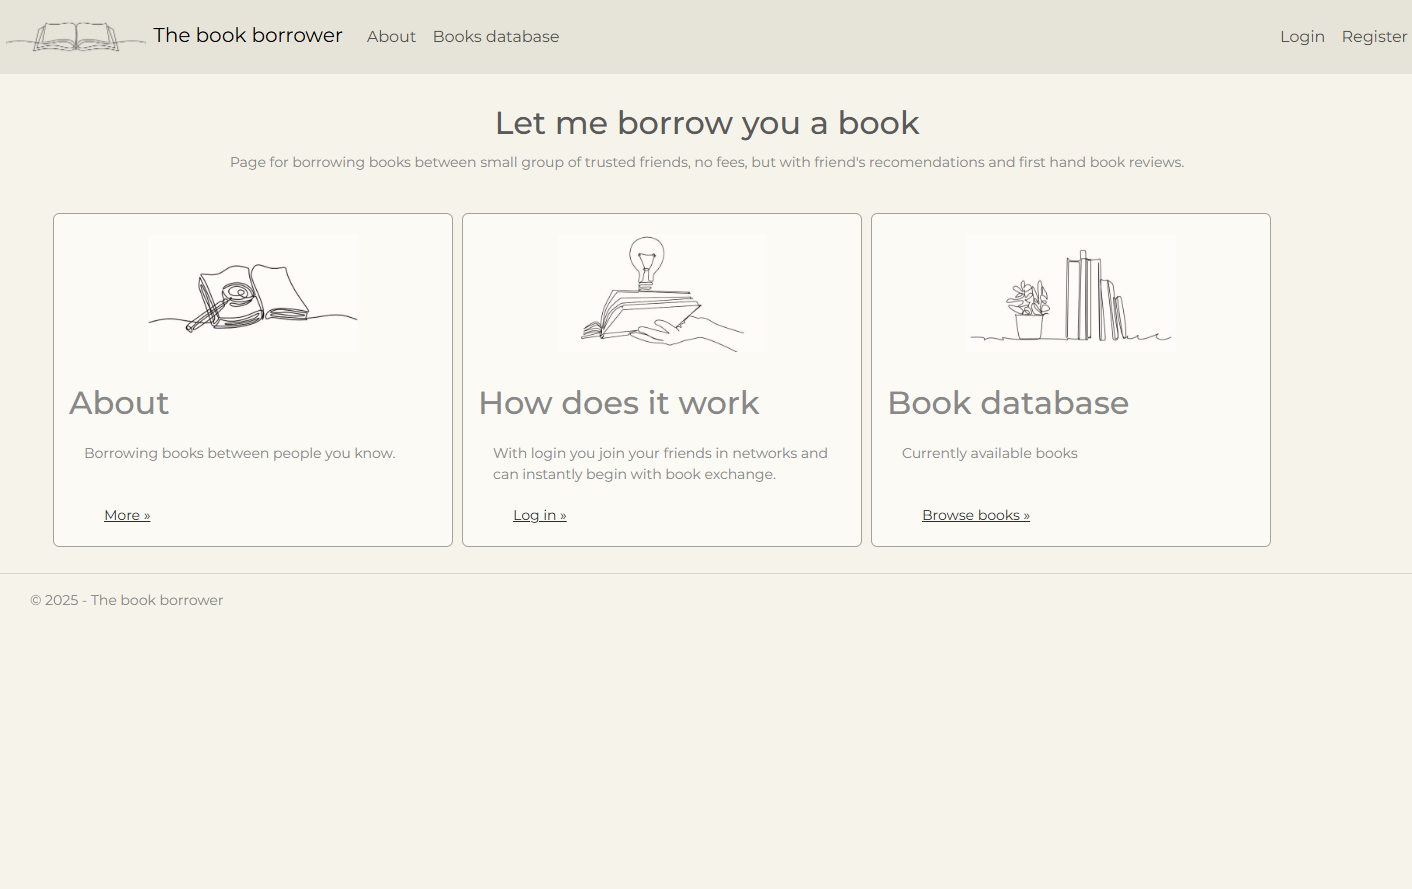 The book borrower About Books database Login Register
Let me borrow you a book
Page for borrowing books between small group of trusted friends, no fees, but with friend's recomendations and first hand book reviews.
About
Borrowing books between people you know.
More »
How does it work
With login you join your friends in networks and
can instantly begin with book exchange.
Log in »
Book database
Currently available books
Browse books »
© 2025 - The book borrower